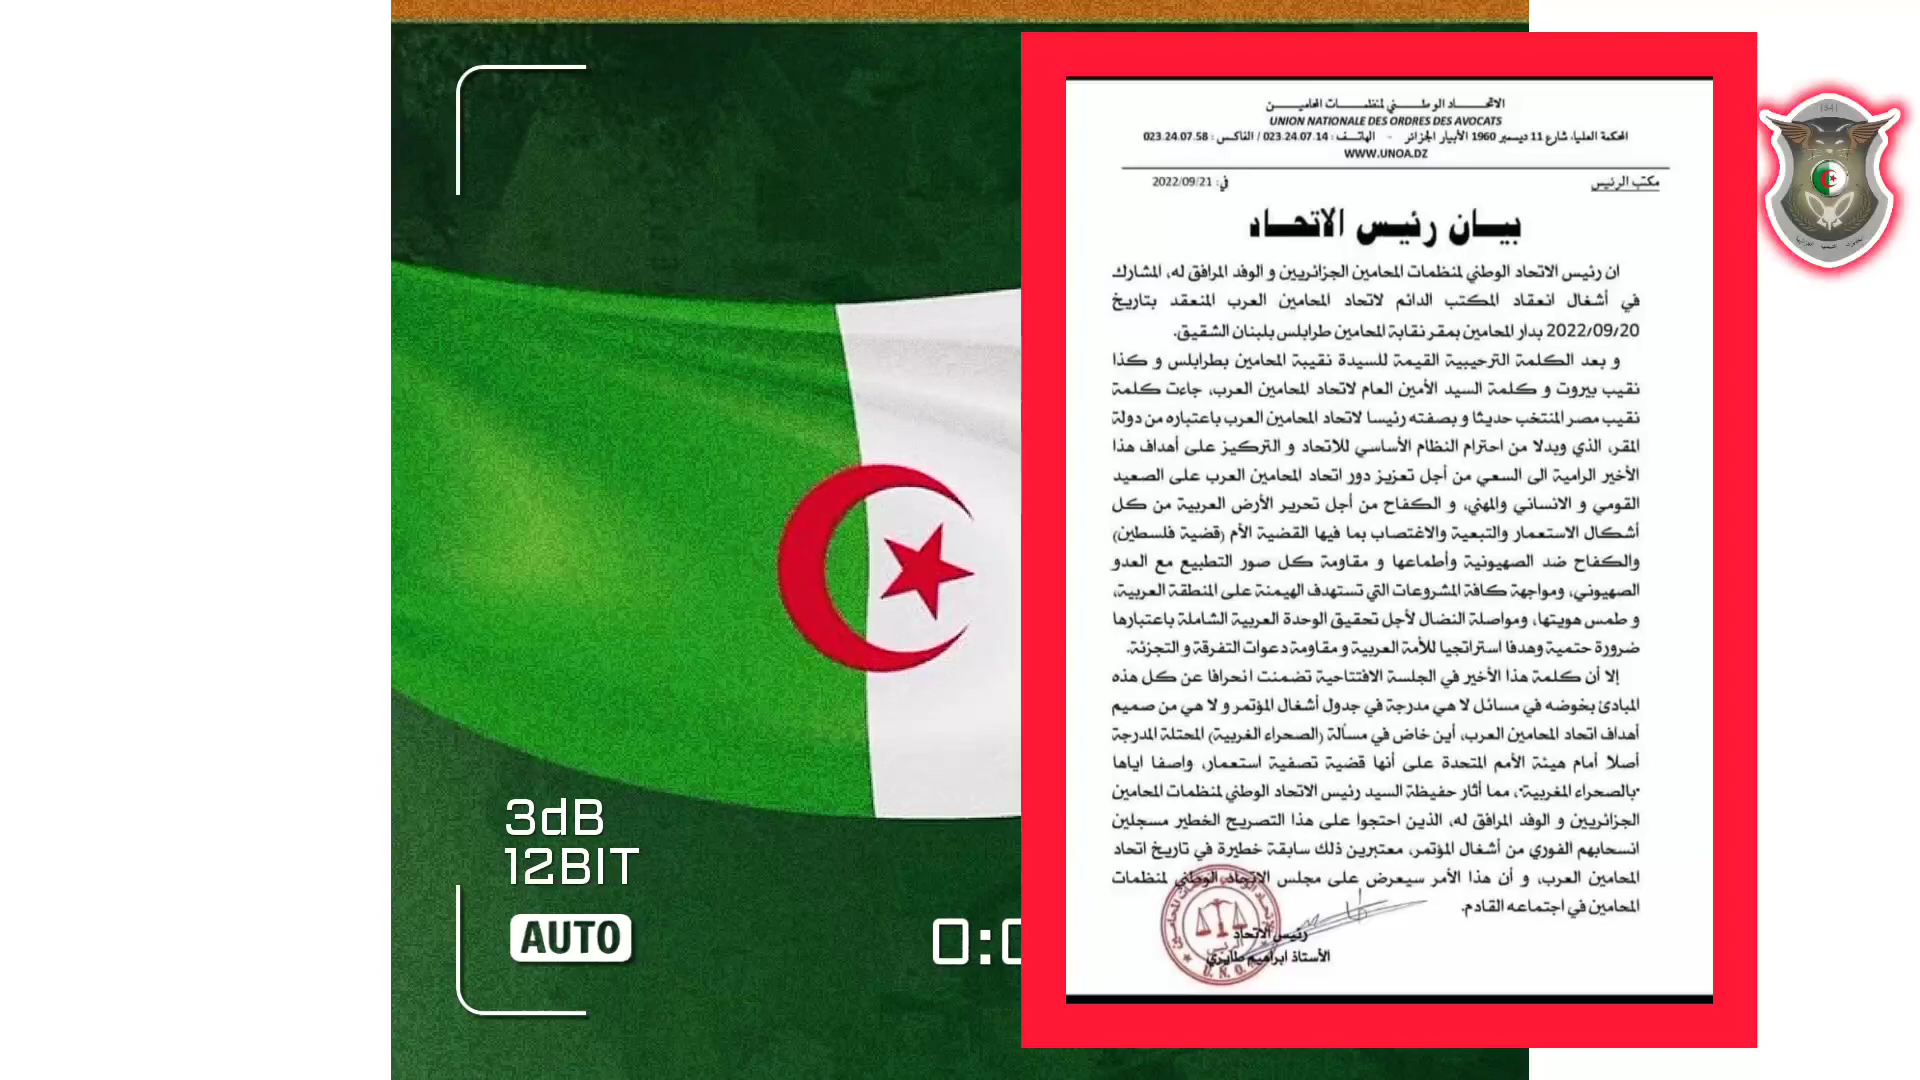 3dB
12BIT
AUTO
0:0
الاتحــــاد الوطــــني لمنظمــــات المحاميــــن
UNION NATIONALE DES ORDRES DES AVOCATS
المحكمة العليا، شارع 11 ديسمبر 1960 الأبيار الجزائر - الهاتـف : 023.24.07.14 / الفاكس : 023.24.07.58
WWW.UNOA.DZ
مكتب الرئيس
في: 2022/09/21
بيــان رئيس الاتحــاد
ان رئيس الاتحاد الوطني لمنظمات المحامين الجزائريين و الوفد المرافق له، المشارك
في أشغال انعقاد المكتب الدائم لاتحاد المحامين العرب المنعقد بتاريخ
2022/09/20 بدار المحامين بمقر نقابة المحامين طرابلس بلبنان الشقيق.
و بعد الكلمة الترحيبية القيمة للسيدة نقيبة المحامين بطرابلس و كذا
نقيب بيروت و كلمة السيد الأمين العام لاتحاد المحامين العرب، جاءت كلمة
نقيب مصر المنتخب حديثا و بصفته رئيسا لاتحاد المحامين العرب باعتباره من دولة
المقر، الذي وبدلا من احترام النظام الأساسي للاتحاد و التركيز على أهداف هذا
الأخير الرامية الى السعي من أجل تعزيز دور اتحاد المحامين العرب على الصعيد
القومي و الانساني والمهني، و الكفاح من أجل تحرير الأرض العربية من كل
أشكال الاستعمار والتبعية والاغتصاب بما فيها القضية الأم (قضية فلسطين)
والكفاح ضد الصهيونية وأطماعها و مقاومة كل صور التطبيع مع العدو
الصهيوني، ومواجهة كافة المشروعات التي تستهدف الهيمنة على المنطقة العربية،
و طمس هويتها، ومواصلة النضال لأجل تحقيق الوحدة العربية الشاملة باعتبارها
ضرورة حتمية وهدفا استراتجيا للأمة العربية و مقاومة دعوات التفرقة و التجزئة.
إلا أن كلمة هذا الأخير في الجلسة الافتتاحية تضمنت انحرافا عن كل هذه
المبادئ بخوضه في مسائل لا هي مدرجة في جدول أشغال المؤتمر و لا هي من صميم
أهداف اتحاد المحامين العرب، أين خاض في مسألة (الصحراء الغربية) المحتلة المدرجة
أصلا أمام هيئة الأمم المتحدة على أنها قضية تصفية استعمار، واصفا اياها
"بالصحراء المغربية"، مما أثار حفيظة السيد رئيس الاتحاد الوطني لمنظمات المحامين
الجزائريين و الوفد المرافق له، الذين احتجوا على هذا التصريح الخطير مسجلين
انسحابهم الفوري من أشغال المؤتمر، معتبرين ذلك سابقة خطيرة في تاريخ اتحاد
المحامين العرب، و أن هذا الأمر سيعرض على مجلس الاتحاد الوطني لمنظمات
المحامين في اجتماعه القادم.
رئيس الاتحاد
الأستاذ ابراهيم طايري
U. N. O.